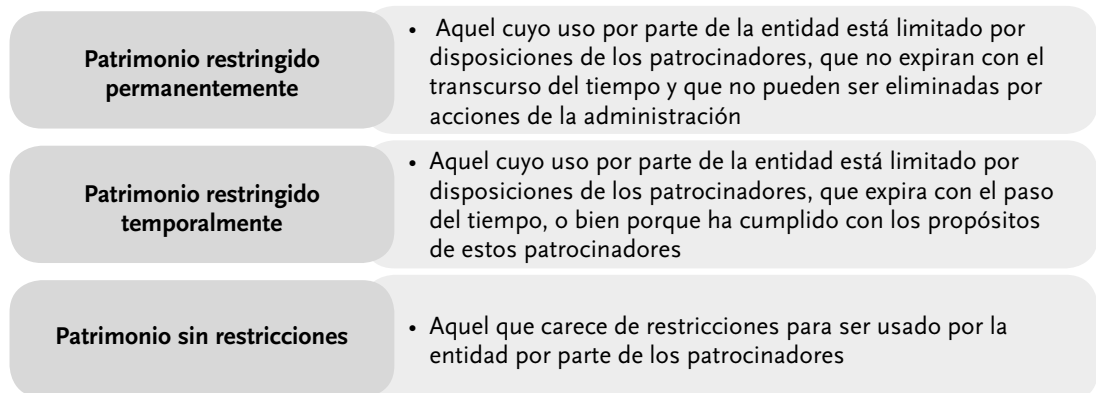 Patrimonio restringido
permanentemente
• Aquel cuyo uso por parte de la entidad está limitado por
disposiciones de los patrocinadores, que no expiran con el
transcurso del tiempo y que no pueden ser eliminadas por
acciones de la administración
Patrimonio restringido
temporalmente
• Aquel cuyo uso por parte de la entidad está limitado por
disposiciones de los patrocinadores, que expira con el paso
del tiempo, o bien porque ha cumplido con los propósitos
de estos patrocinadores
Patrimonio sin restricciones
• Aquel que carece de restricciones para ser usado por la
entidad por parte de los patrocinadores